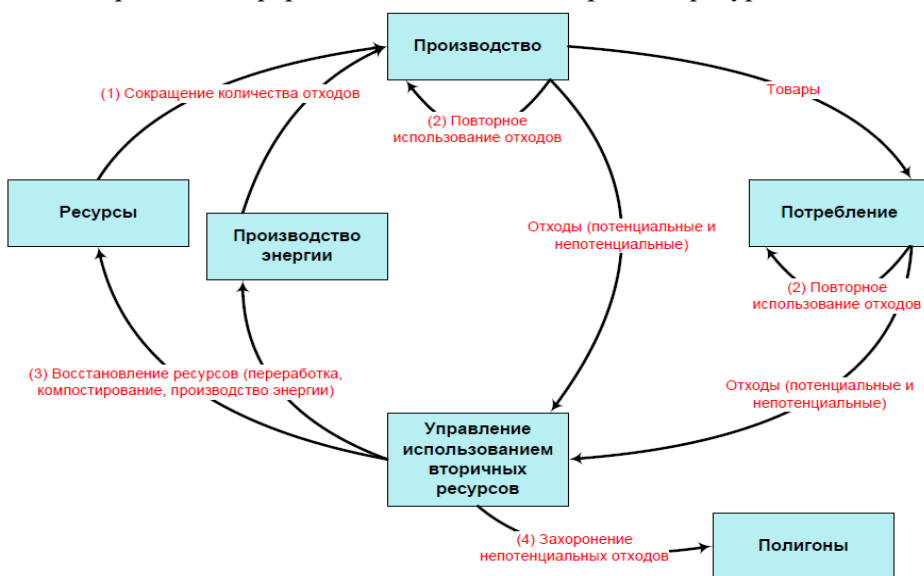 Производство
(1) Сокращение количества отходов
Товары
(2) Повторное
использование отходов
Ресурсы
Производство
энергии
Потребление
Отходы (потенциальные и
непотенциальные)
(2) Повторное
использование отходов
(3) Восстановление ресурсов (переработка,
компостирование, производство энергии)
Отходы (потенциальные и
непотенциальные)
Управление
использованием
вторичных
ресурсов
(4) Захоронение
непотенциальных отходов
Полигоны